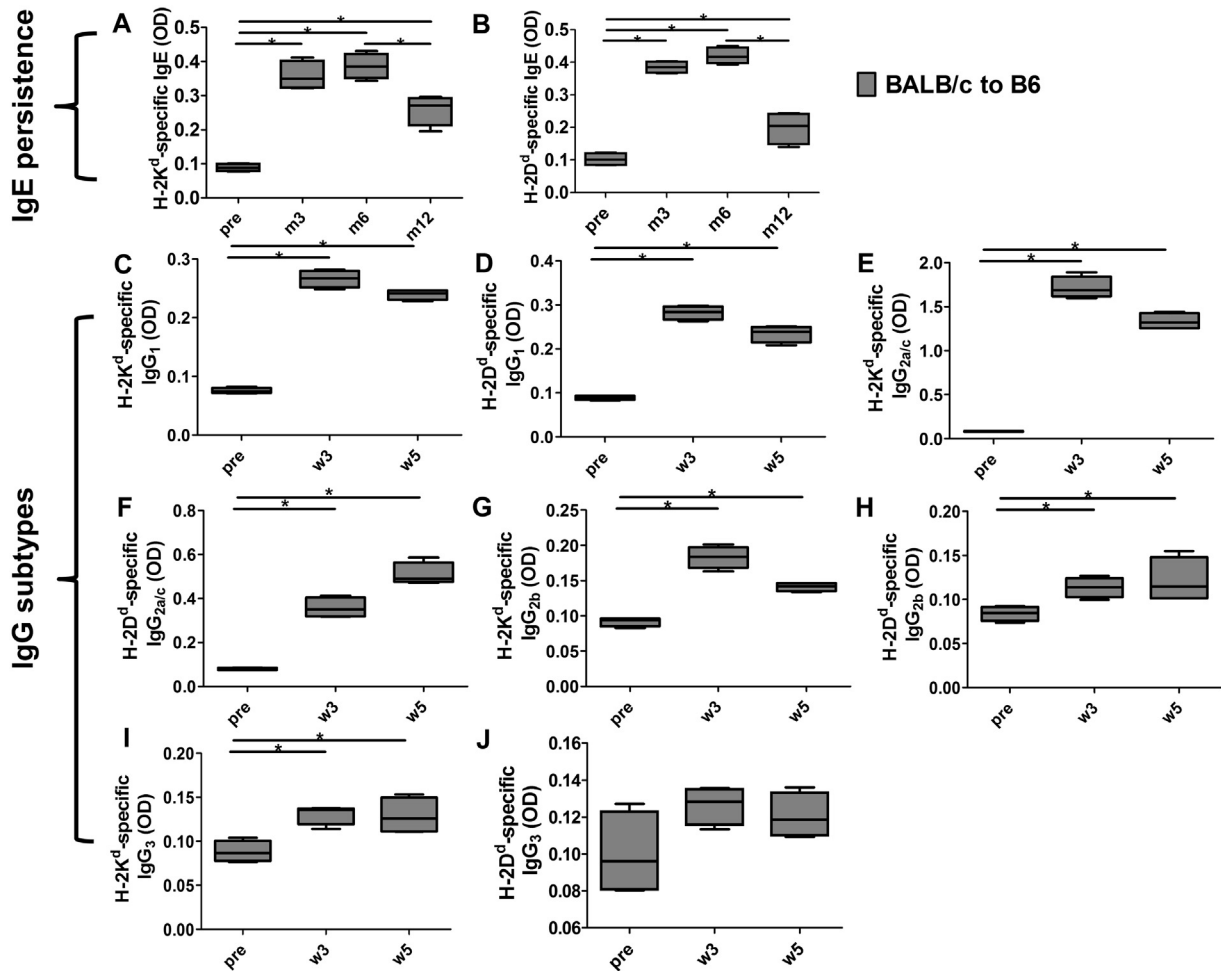 IgE persistence
A
H-2Kd-specific IgE (OD)
0.5
0.4
0.3
0.2
0.1
0.0
* * * *
pre m3 m6 m12
B
H-2Dd-specific IgE (OD)
0.5
0.4
0.3
0.2
0.1
0.0
* * * *
pre m3 m6 m12
BALB/c to B6
IgG subtypes
C
H-2Kd-specific
IgG1 (OD)
0.3
0.2
0.1
0.0
* *
pre w3 w5
D
H-2Dd-specific
IgG1 (OD)
0.4
0.3
0.2
0.1
0.0
* *
pre w3 w5
E
H-2Kd-specific
IgG2a/c (OD)
2.0
1.5
1.0
0.5
0.0
* *
pre w3 w5
F
H-2Dd-specific
IgG2a/c (OD)
0.8
0.6
0.4
0.2
0.0
* *
pre w3 w5
G
H-2Kd-specific
IgG2b (OD)
0.25
0.20
0.15
0.10
0.05
0.00
* *
pre w3 w5
H
H-2Dd-specific
IgG2b (OD)
0.20
0.15
0.10
0.05
0.00
* *
pre w3 w5
I
H-2Kd-specific
IgG3 (OD)
0.20
0.15
0.10
0.05
0.00
* *
pre w3 w5
J
H-2Dd-specific
IgG3 (OD)
0.16
0.14
0.12
0.10
0.08
0.06
pre w3 w5